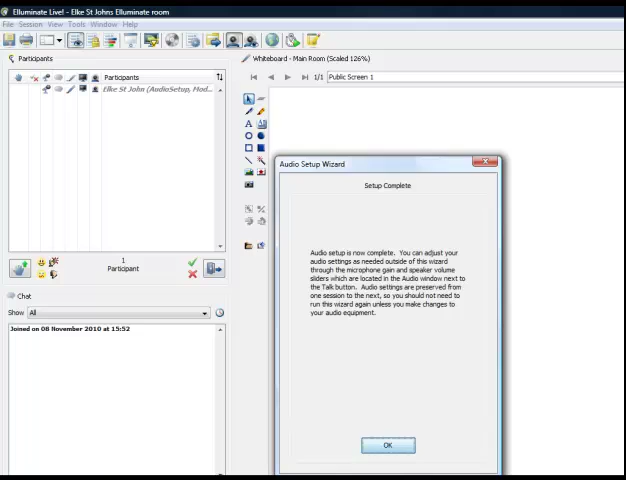 Elluminate Live! - Elke St Johns Elluminate room
File Session View Tools Window Help
Participants
Participants
Elke St John (AudioSetup, Mod...
1
Participant
Chat
Show All
Joined on 08 November 2010 at 15:52
Whiteboard - Main Room (Scaled 126%)
1/1 Public Screen 1
A A
Audio Setup Wizard
Setup Complete
Audio setup is now complete. You can adjust your
audio settings as needed outside of this wizard
through the microphone gain and speaker volume
sliders which are located in the Audio window next to
the Talk button. Audio settings are preserved from
one session to the next, so you should not need to
run this wizard again unless you make changes to
your audio equipment.
OK